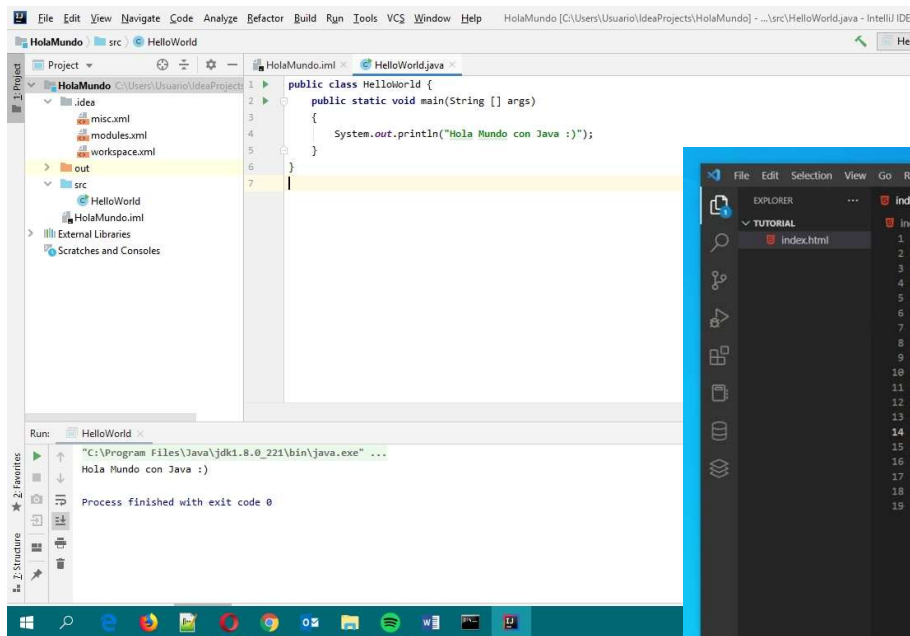 File Edit View Navigate Code Analyze Refactor Build Run Tools VCS Window Help HolaMundo [C:\Users\Usuario\IdeaProjects\HolaMundo] - ...\src\HelloWorld.java - IntelliJ IDE
HolaMundo src HelloWorld
He
1: Project
Project
HolaMundo C:\Users\Usuario\IdeaProjects
.idea
misc.xml
modules.xml
workspace.xml
out
src
HelloWorld
HolaMundo.iml
External Libraries
Scratches and Consoles
HolaMundo.iml × HelloWorld.java ×
1 public class HelloWorld {
2 public static void main(String [] args)
3 {
4 System.out.println("Hola Mundo con Java :)");
5 }
6 }
7
Run: HelloWorld ×
"C:\Program Files\Java\jdk1.8.0_221\bin\java.exe" ...
Hola Mundo con Java :)
Process finished with exit code 0
2: Favorites
Z: Structure
File Edit Selection View Go R
EXPLORER ... ind
TUTORIAL
index.html
in
1
1
2
3
4
5
6
7
8
9
10
11
12
13
14
15
16
17
18
19